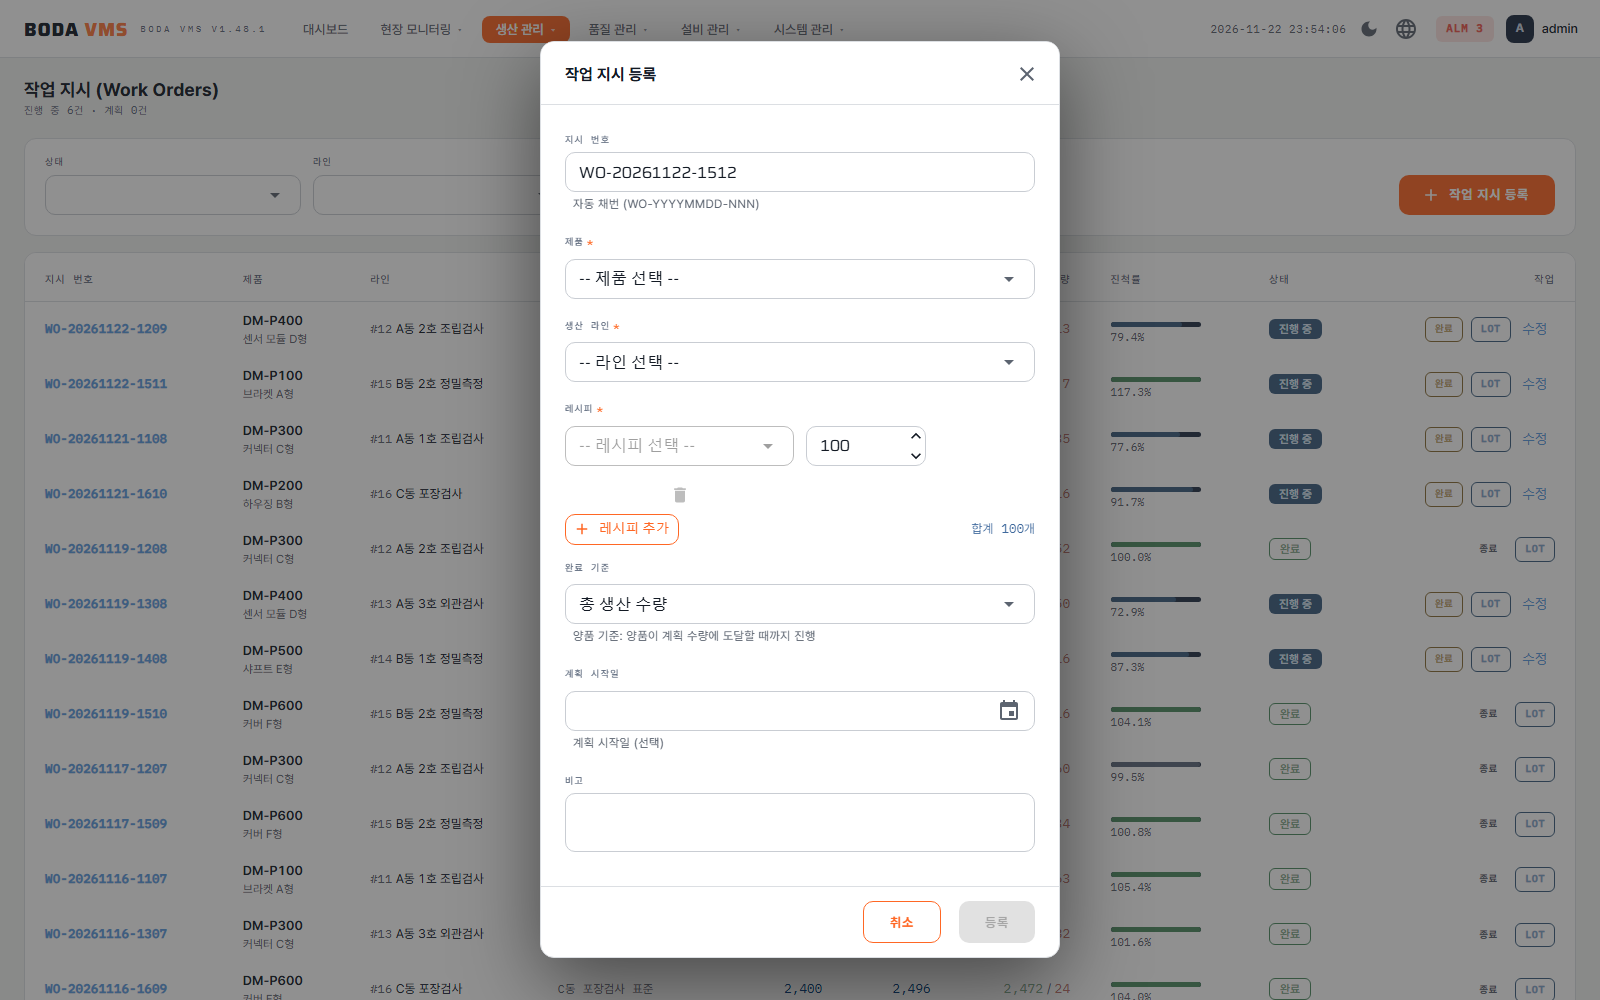 BODA VMS BODA VMS V1.48.1 대시보드 현장 모니터링 생산 관리 품질 관리 설비 관리 시스템 관리 2026-11-22 23:54:06 ALM 3 A admin
작업 지시 (Work Orders)
진행 중 6건 · 계획 0건
상태 라인
+ 작업 지시 등록
지시 번호 제품 라인 진척률 상태 작업
WO-20261122-1209 DM-P400 센서 모듈 D형 #12 A동 2호 조립검사 79.4% 진행 중 완료 LOT 수정
WO-20261122-1511 DM-P100 브라켓 A형 #15 B동 2호 정밀측정 117.3% 진행 중 완료 LOT 수정
WO-20261121-1108 DM-P300 커넥터 C형 #11 A동 1호 조립검사 77.6% 진행 중 완료 LOT 수정
WO-20261121-1610 DM-P200 하우징 B형 #16 C동 포장검사 91.7% 진행 중 완료 LOT 수정
WO-20261119-1208 DM-P300 커넥터 C형 #12 A동 2호 조립검사 100.0% 완료 종료 LOT
WO-20261119-1308 DM-P400 센서 모듈 D형 #13 A동 3호 외관검사 72.9% 진행 중 완료 LOT 수정
WO-20261119-1408 DM-P500 샤프트 E형 #14 B동 1호 정밀측정 87.3% 진행 중 완료 LOT 수정
WO-20261119-1510 DM-P600 커버 F형 #15 B동 2호 정밀측정 104.1% 완료 종료 LOT
WO-20261117-1207 DM-P300 커넥터 C형 #12 A동 2호 조립검사 99.5% 완료 종료 LOT
WO-20261117-1509 DM-P600 커버 F형 #15 B동 2호 정밀측정 100.8% 완료 종료 LOT
WO-20261116-1107 DM-P100 브라켓 A형 #11 A동 1호 조립검사 105.4% 완료 종료 LOT
WO-20261116-1307 DM-P300 커넥터 C형 #13 A동 3호 외관검사 101.6% 완료 종료 LOT
WO-20261116-1609 DM-P600 커버 F형 #16 C동 포장검사 C동 포장검사 표준 2,400 2,496 2,472/24 104.0% 완료 종료 LOT
작업 지시 등록
지시 번호
WO-20261122-1512
자동 채번 (WO-YYYYMMDD-NNN)
제품 *
-- 제품 선택 --
생산 라인 *
-- 라인 선택 --
레시피 *
-- 레시피 선택 -- 100
+ 레시피 추가 합계 100개
완료 기준
총 생산 수량
양품 기준: 양품이 계획 수량에 도달할 때까지 진행
계획 시작일
계획 시작일 (선택)
비고
취소 등록